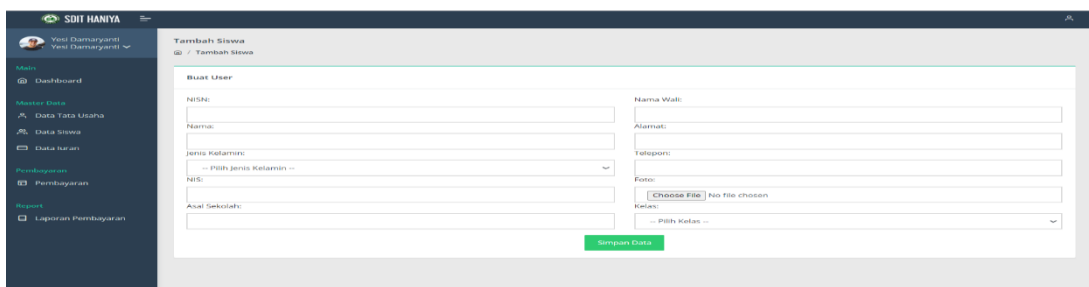 SDIT HANIYA
Yesi Damaryanti
Yesi Damaryanti
Main
Dashboard
Master Data
Data Tata Usaha
Data Siswa
Data Iuran
Pembayaran
Pembayaran
Report
Laporan Pembayaran
Tambah Siswa
/ Tambah Siswa
Buat User
NISN:
Nama:
Jenis Kelamin:
-- Pilih Jenis Kelamin --
NIS:
Asal Sekolah:
Nama Wali:
Alamat:
Telepon:
Foto:
Choose File No file chosen
Kelas:
-- Pilih Kelas --
Simpan Data